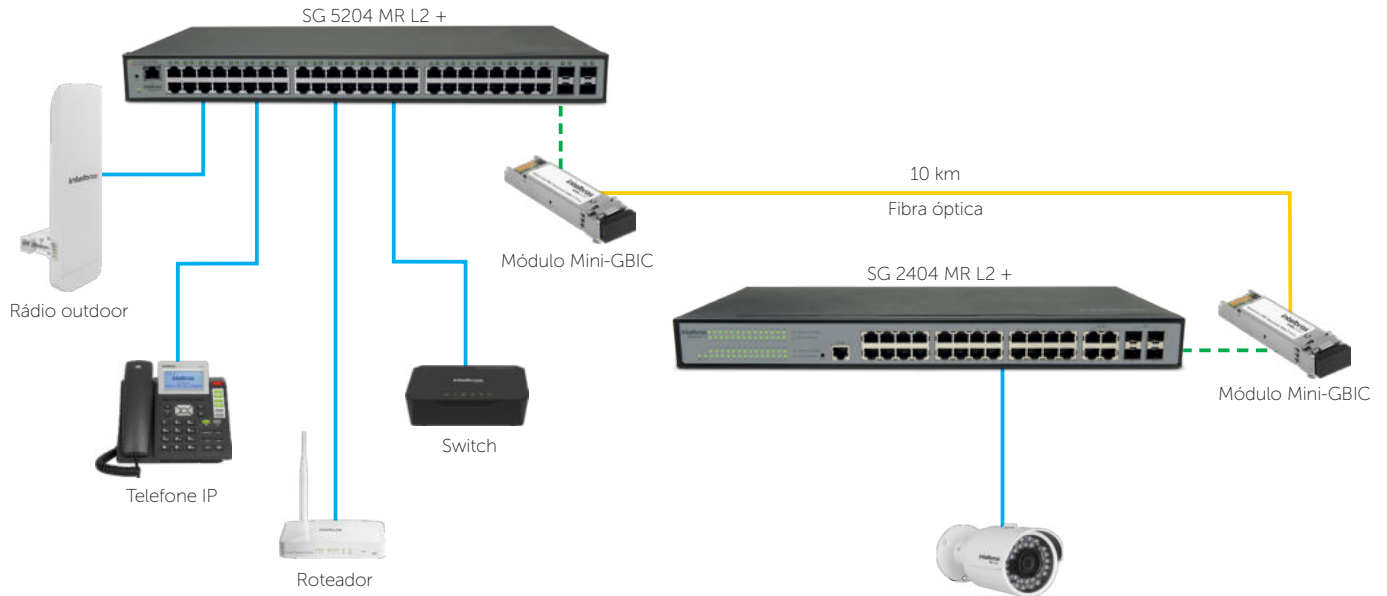 SG 5204 MR L2 +
intelbras
10 km
Fibra óptica
Módulo Mini-GBIC
SG 2404 MR L2 +
Rádio outdoor
Módulo Mini-GBIC
Switch
Telefone IP
Roteador